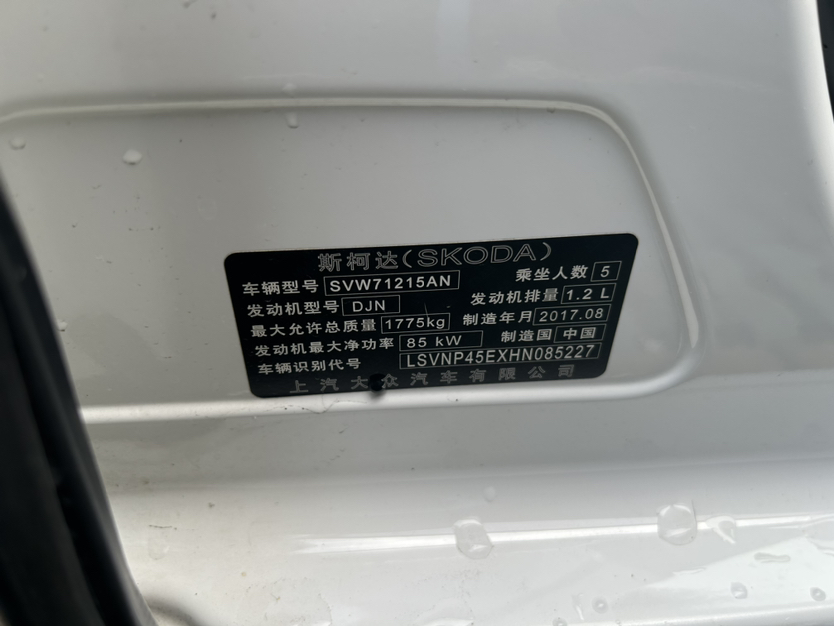 斯柯达(SKODA)
车辆型号 SVW71215AN 乘坐人数 5
发动机型号 DJN 发动机排量 1.2 L
最大允许总质量 1775kg 制造年月 2017.08
发动机最大净功率 85 kW 制造国 中国
车辆识别代号 LSVNP45EXHN085227
上汽大众汽车有限公司